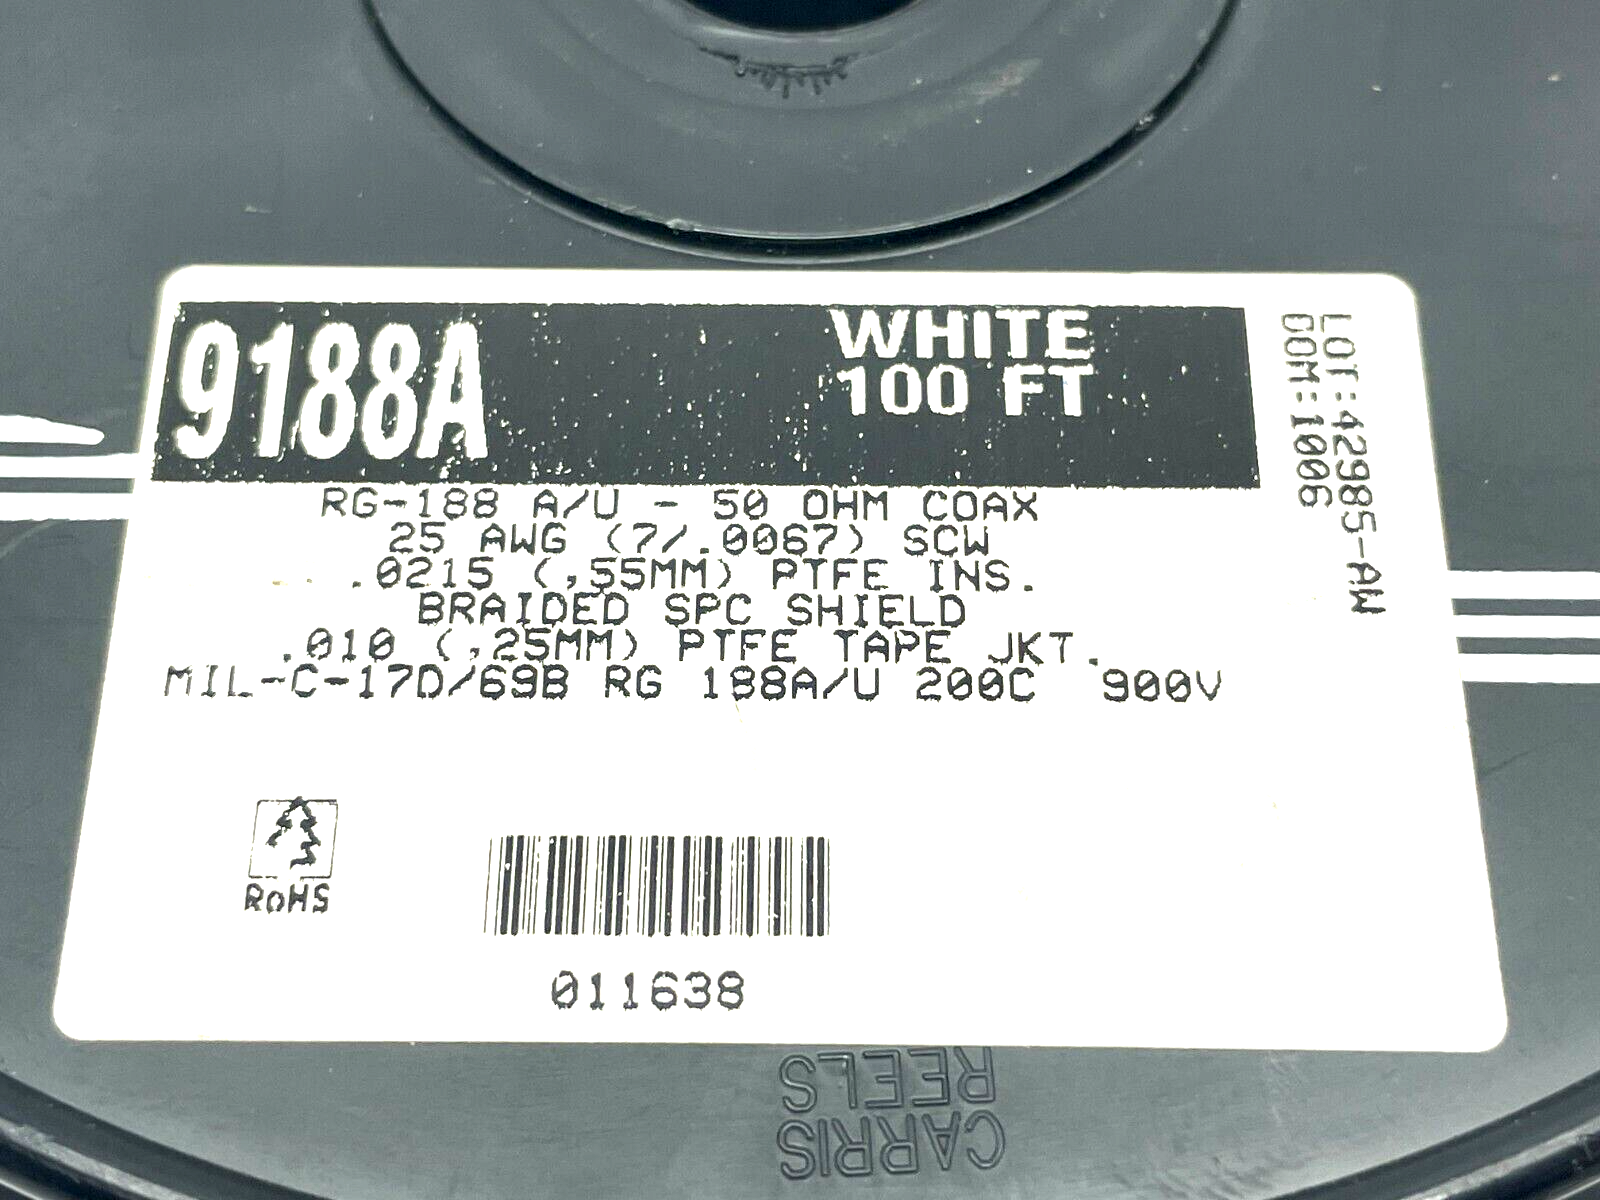 9188A
WHITE
100 FT
RG-188 A/U - 50 OHM COAX
25 AWG (7/.0067) SCW
.0215 (,55MM) PTFE INS.
BRAIDED SPC SHIELD
.010 (,25MM) PTFE TAPE JKT.
MIL-C-17D/69B RG 188A/U 200C 900V
LOT:42985-AW
DOM:1006
RoHS
011638
CARRIS
REELS